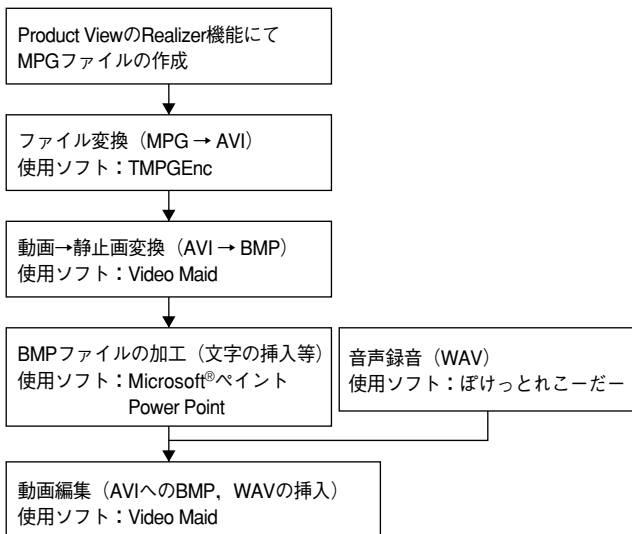 Product ViewのRealizer機能にて
MPGファイルの作成
ファイル変換（MPG → AVI）
使用ソフト：TMPGEnc
動画→静止画変換（AVI → BMP）
使用ソフト：Video Maid
BMPファイルの加工（文字の挿入等）
使用ソフト：Microsoft®ペイント
Power Point
音声録音（WAV）
使用ソフト：ぽけっとれこーだー
動画編集（AVIへのBMP，WAVの挿入）
使用ソフト：Video Maid